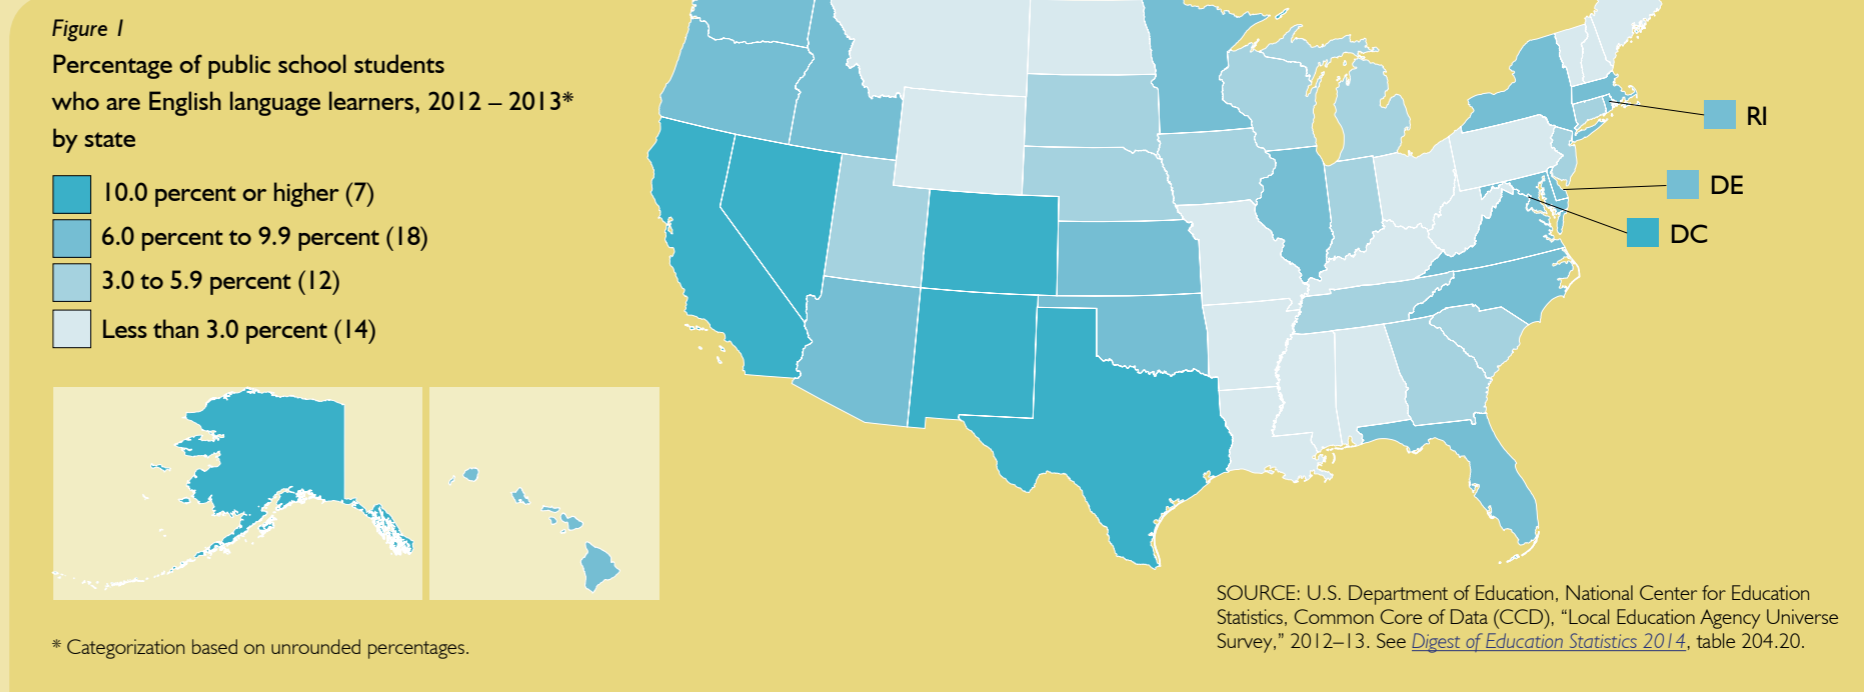 Figure 1
Percentage of public school students
who are English language learners, 2012 – 2013*
by state
10.0 percent or higher (7)
6.0 percent to 9.9 percent (18)
3.0 to 5.9 percent (12)
Less than 3.0 percent (14)
RI
DE
DC
* Categorization based on unrounded percentages.
SOURCE: U.S. Department of Education, National Center for Education
Statistics, Common Core of Data (CCD), “Local Education Agency Universe
Survey,” 2012–13. See Digest of Education Statistics 2014, table 204.20.